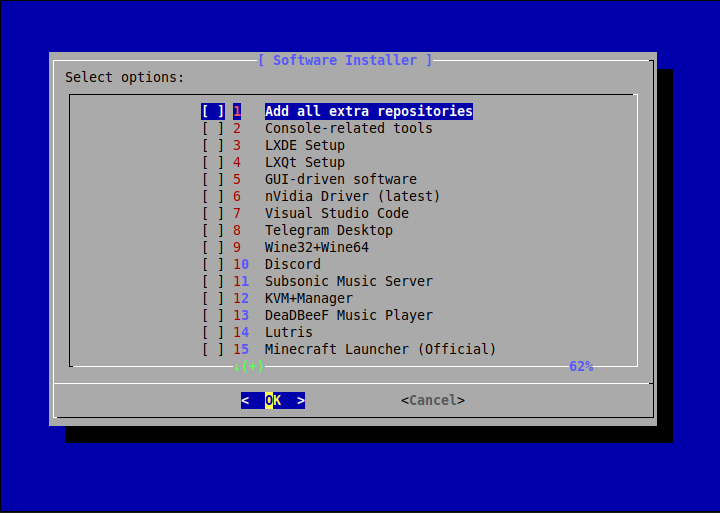 [ Software Installer ]
Select options:
[ ] 1 Add all extra repositories
[ ] 2 Console-related tools
[ ] 3 LXDE Setup
[ ] 4 LXQt Setup
[ ] 5 GUI-driven software
[ ] 6 nVidia Driver (latest)
[ ] 7 Visual Studio Code
[ ] 8 Telegram Desktop
[ ] 9 Wine32+Wine64
[ ] 10 Discord
[ ] 11 Subsonic Music Server
[ ] 12 KVM+Manager
[ ] 13 DeaDBeeF Music Player
[ ] 14 Lutris
[ ] 15 Minecraft Launcher (Official)
↓(+) 62%
< OK > <Cancel>